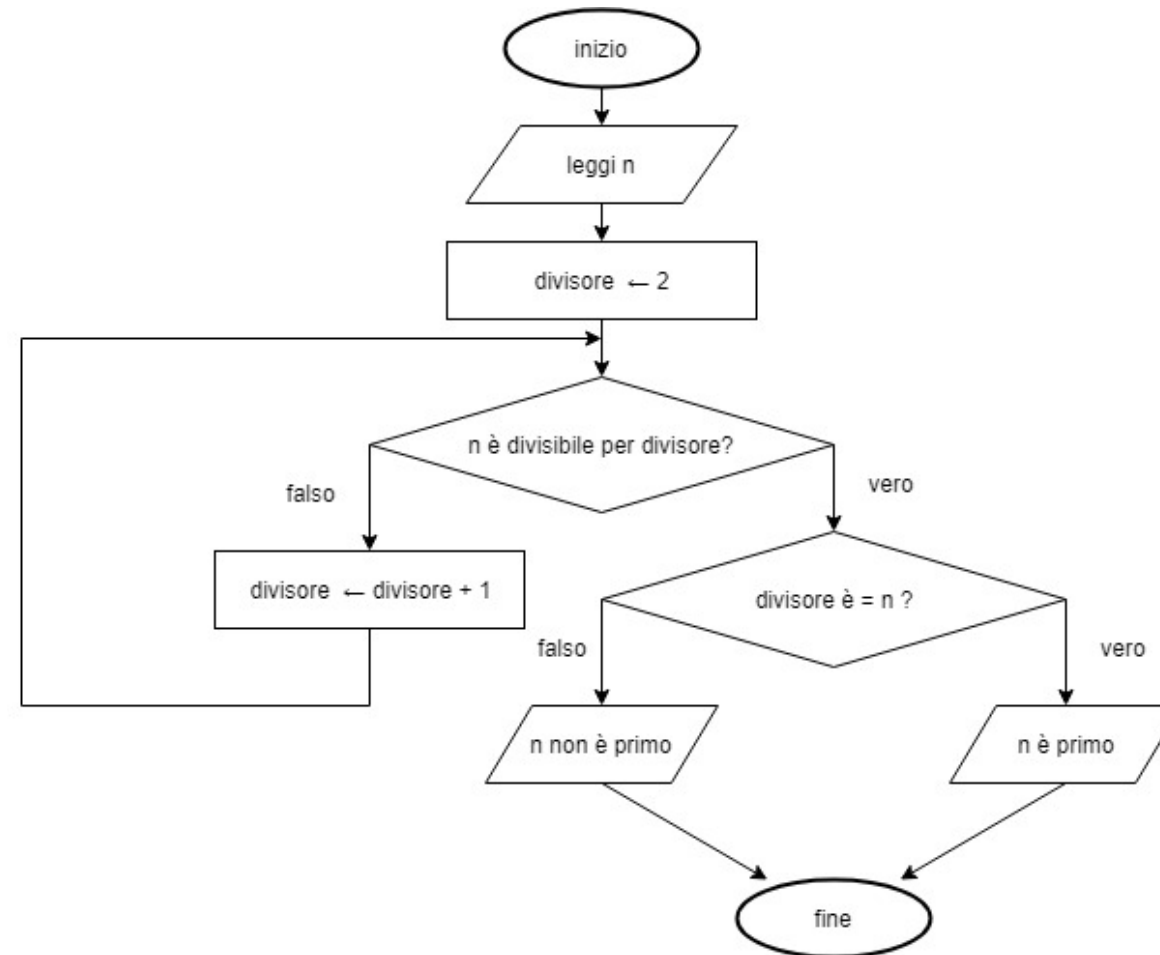 inizio
leggi n
divisore ← 2
n è divisibile per divisore?
falso
vero
divisore ← divisore + 1
divisore è = n ?
falso
vero
n non è primo
n è primo
fine